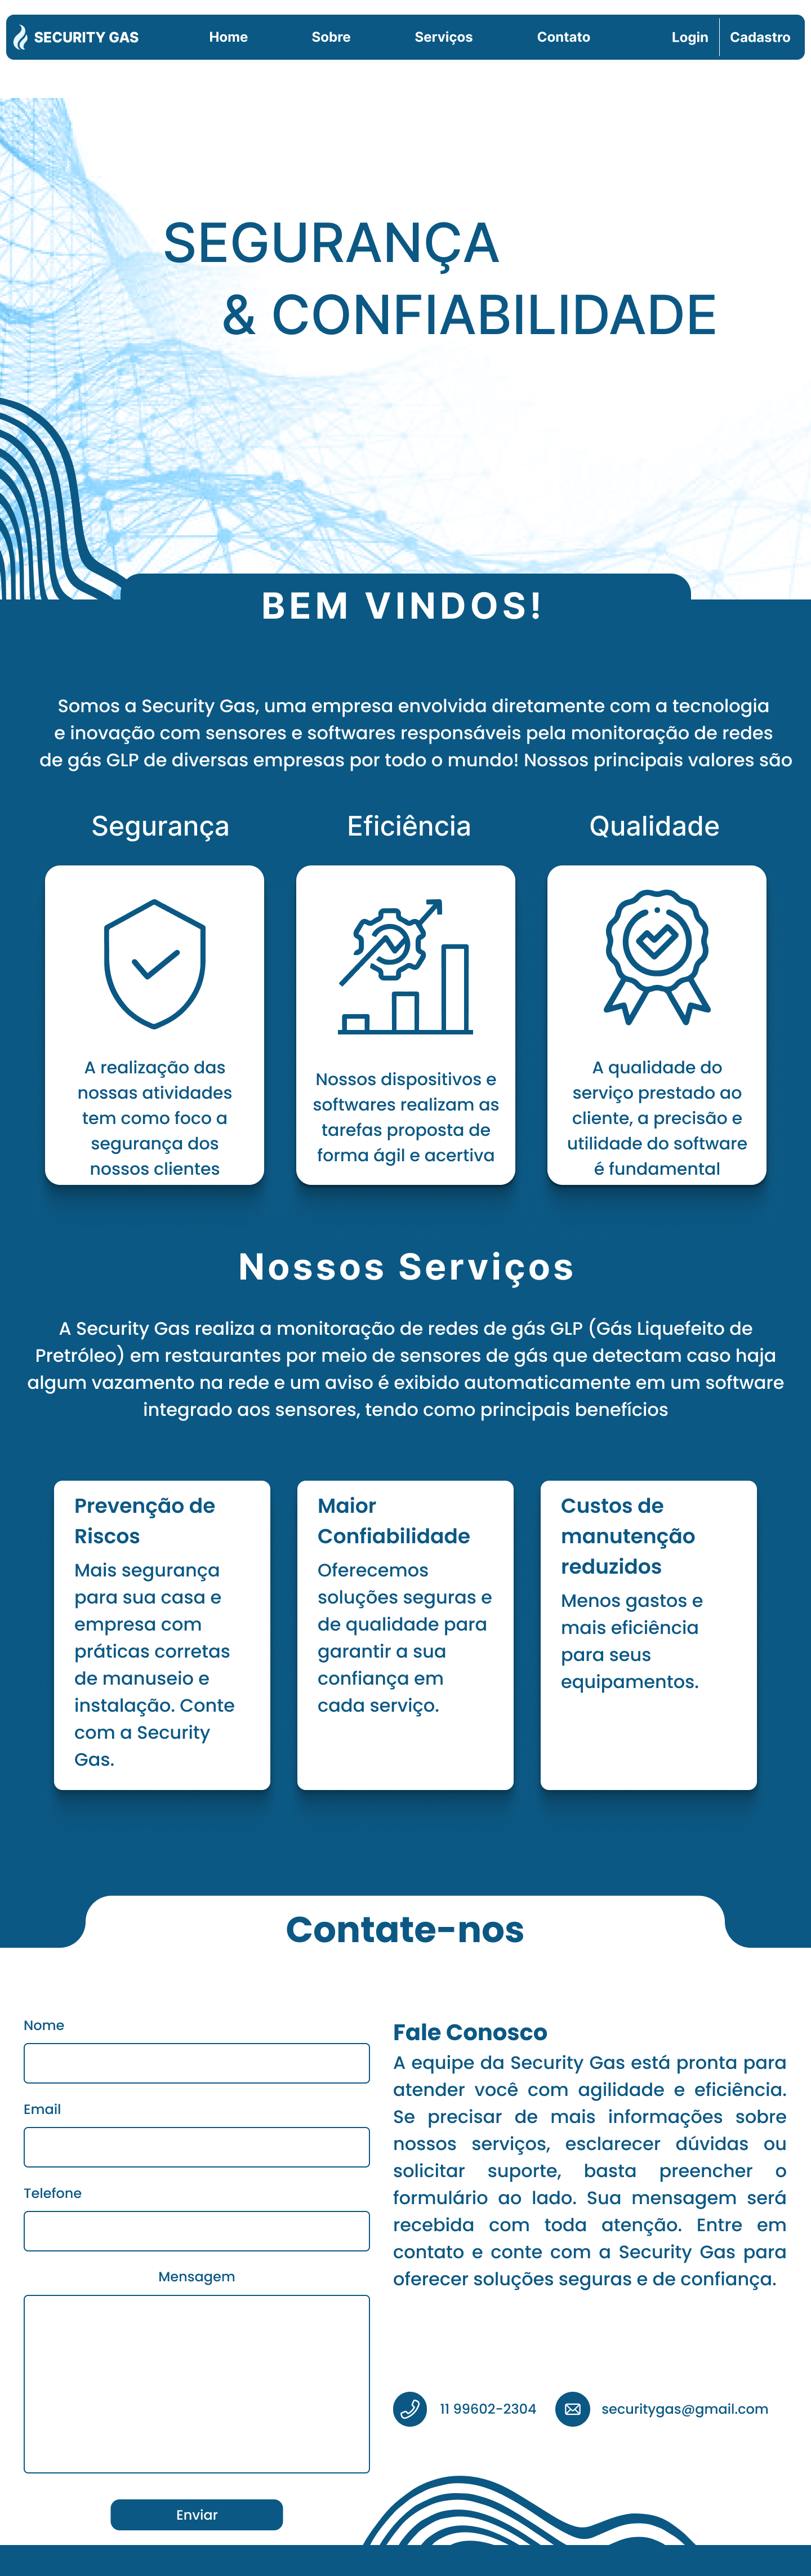 SECURITY GAS
Home
Sobre
Serviços
Contato
Login
Cadastro
SEGURANÇA
& CONFIABILIDADE
BEM VINDOS!
Somos a Security Gas, uma empresa envolvida diretamente com a tecnologia
e inovação com sensores e softwares responsáveis pela monitoração de redes
de gás GLP de diversas empresas por todo o mundo! Nossos principais valores são
Segurança
A realização das
nossas atividades
tem como foco a
segurança dos
nossos clientes
Eficiência
Nossos dispositivos e
softwares realizam as
tarefas proposta de
forma ágil e acertiva
Qualidade
A qualidade do
serviço prestado ao
cliente, a precisão e
utilidade do software
é fundamental
Nossos Serviços
A Security Gas realiza a monitoração de redes de gás GLP (Gás Liquefeito de
Pretróleo) em restaurantes por meio de sensores de gás que detectam caso haja
algum vazamento na rede e um aviso é exibido automaticamente em um software
integrado aos sensores, tendo como principais benefícios
Prevenção de
Riscos
Mais segurança
para sua casa e
empresa com
práticas corretas
de manuseio e
instalação. Conte
com a Security
Gas.
Maior
Confiabilidade
Oferecemos
soluções seguras e
de qualidade para
garantir a sua
confiança em
cada serviço.
Custos de
manutenção
reduzidos
Menos gastos e
mais eficiência
para seus
equipamentos.
Contate-nos
Nome
Email
Telefone
Mensagem
Enviar
Fale Conosco
A equipe da Security Gas está pronta para
atender você com agilidade e eficiência.
Se precisar de mais informações sobre
nossos serviços, esclarecer dúvidas ou
solicitar suporte, basta preencher o
formulário ao lado. Sua mensagem será
recebida com toda atenção. Entre em
contato e conte com a Security Gas para
oferecer soluções seguras e de confiança.
11 99602-2304
securitygas@gmail.com